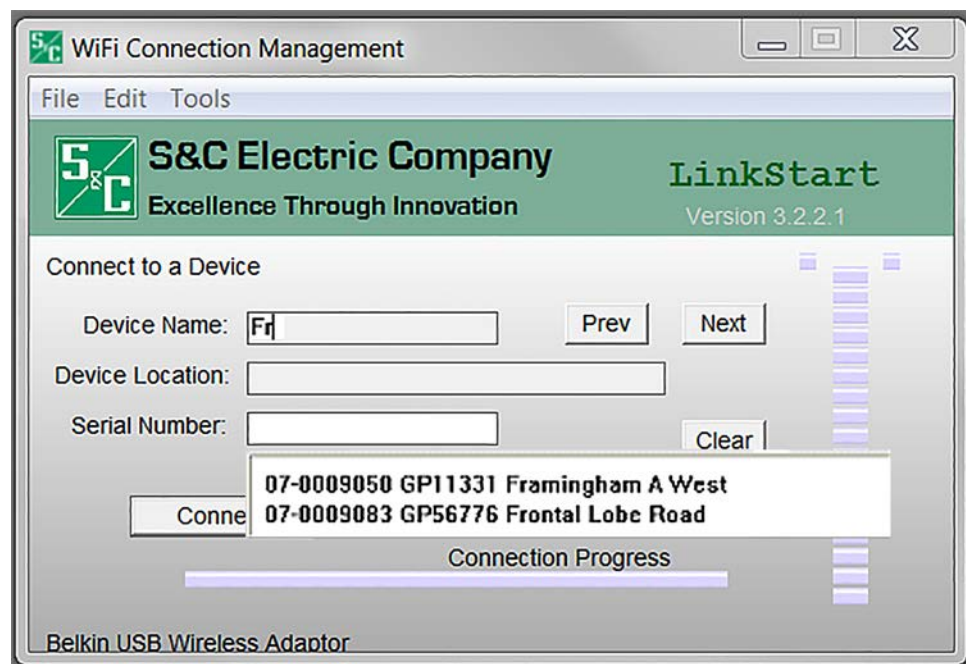 S&C WiFi Connection Management
File Edit Tools
S&C S&C Electric Company
Excellence Through Innovation
LinkStart
Version 3.2.2.1
Connect to a Device
Device Name: Fr Prev Next
Device Location:
Serial Number: Clear
07-0009050 GP11331 Framingham A West
Conne 07-0009083 GP56776 Frontal Lobe Road
Connection Progress
Belkin USB Wireless Adaptor